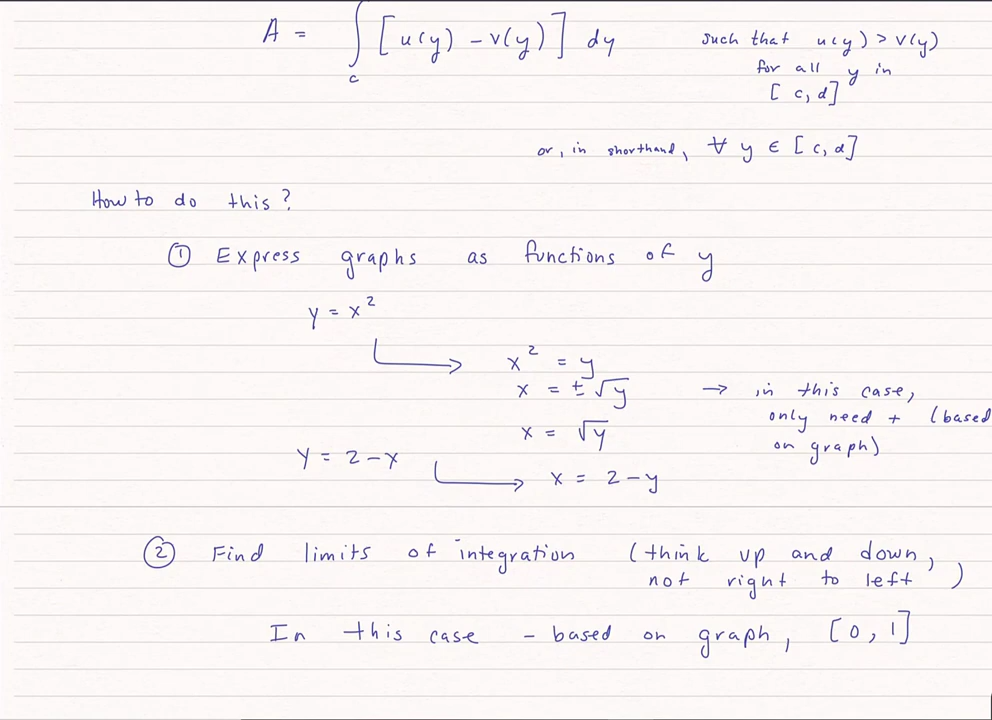 A = ∫ [ u(y) - v(y) ] dy such that u(y) > v(y)
c
for all y in
[ c, d ]
or, in shorthand, ∀ y ∈ [ c, d ]
How to do this?
① Express graphs as functions of y
y = x²
x² = y
x = ± √y → in this case,
only need + (based
x = √y
on graph)
y = 2 - x
x = 2 - y
② Find limits of integration (think up and down,
not right to left)
In this case - based on graph, [0, 1]